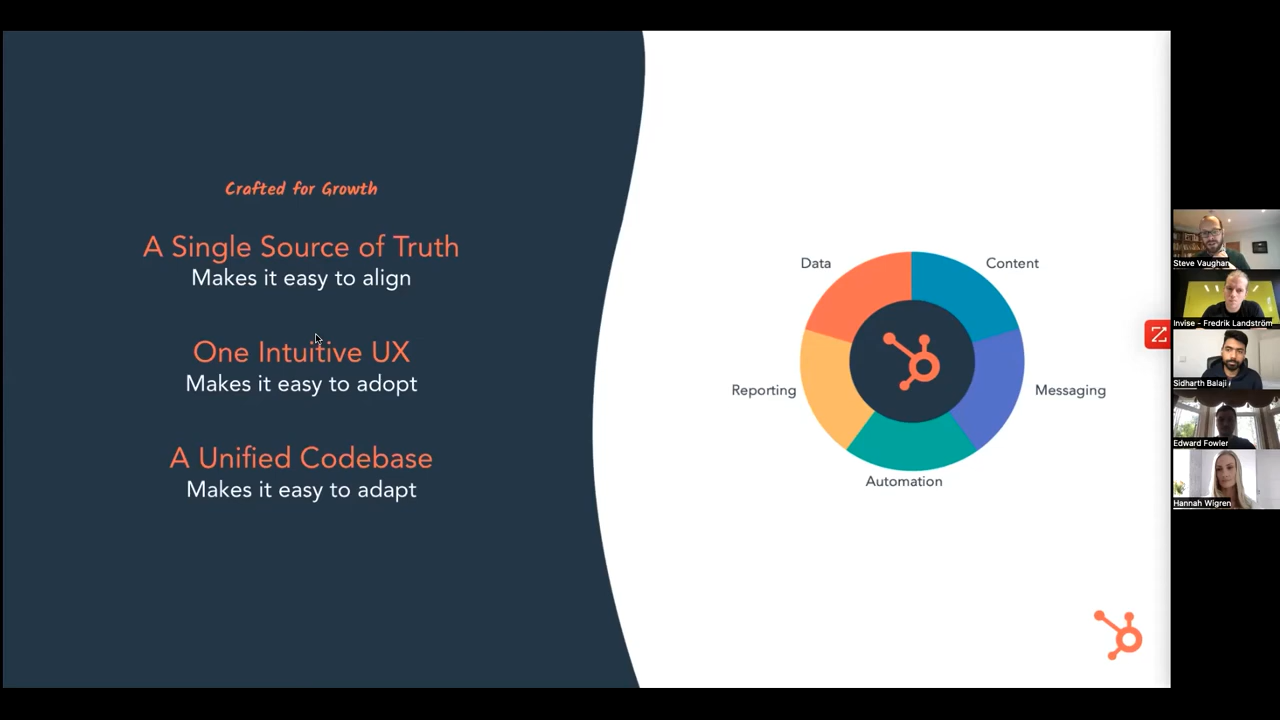 Crafted for Growth
A Single Source of Truth
Makes it easy to align
One Intuitive UX
Makes it easy to adopt
A Unified Codebase
Makes it easy to adapt
Data
Content
Reporting
Messaging
Automation
Steve Vaughan
Invise - Fredrik Landström
Sidharth Balaji
Edward Fowler
Hannah Wigren